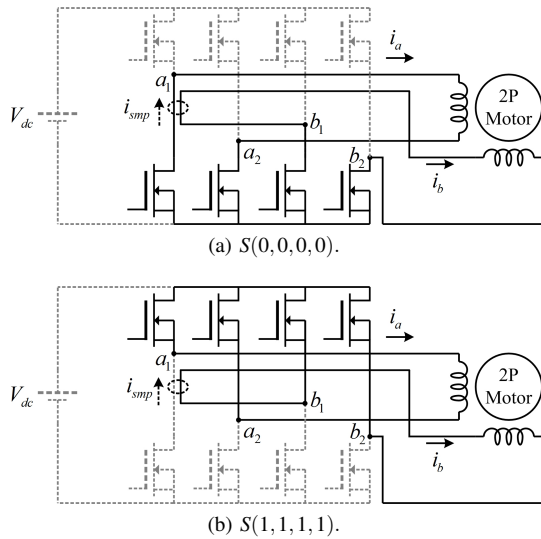 i_a
a_1
2P
Motor
V_dc
i_smp
b_1
a_2
b_2
i_b
(a) S(0,0,0,0).
i_a
a_1
2P
Motor
V_dc
i_smp
b_1
a_2
b_2
i_b
(b) S(1,1,1,1).